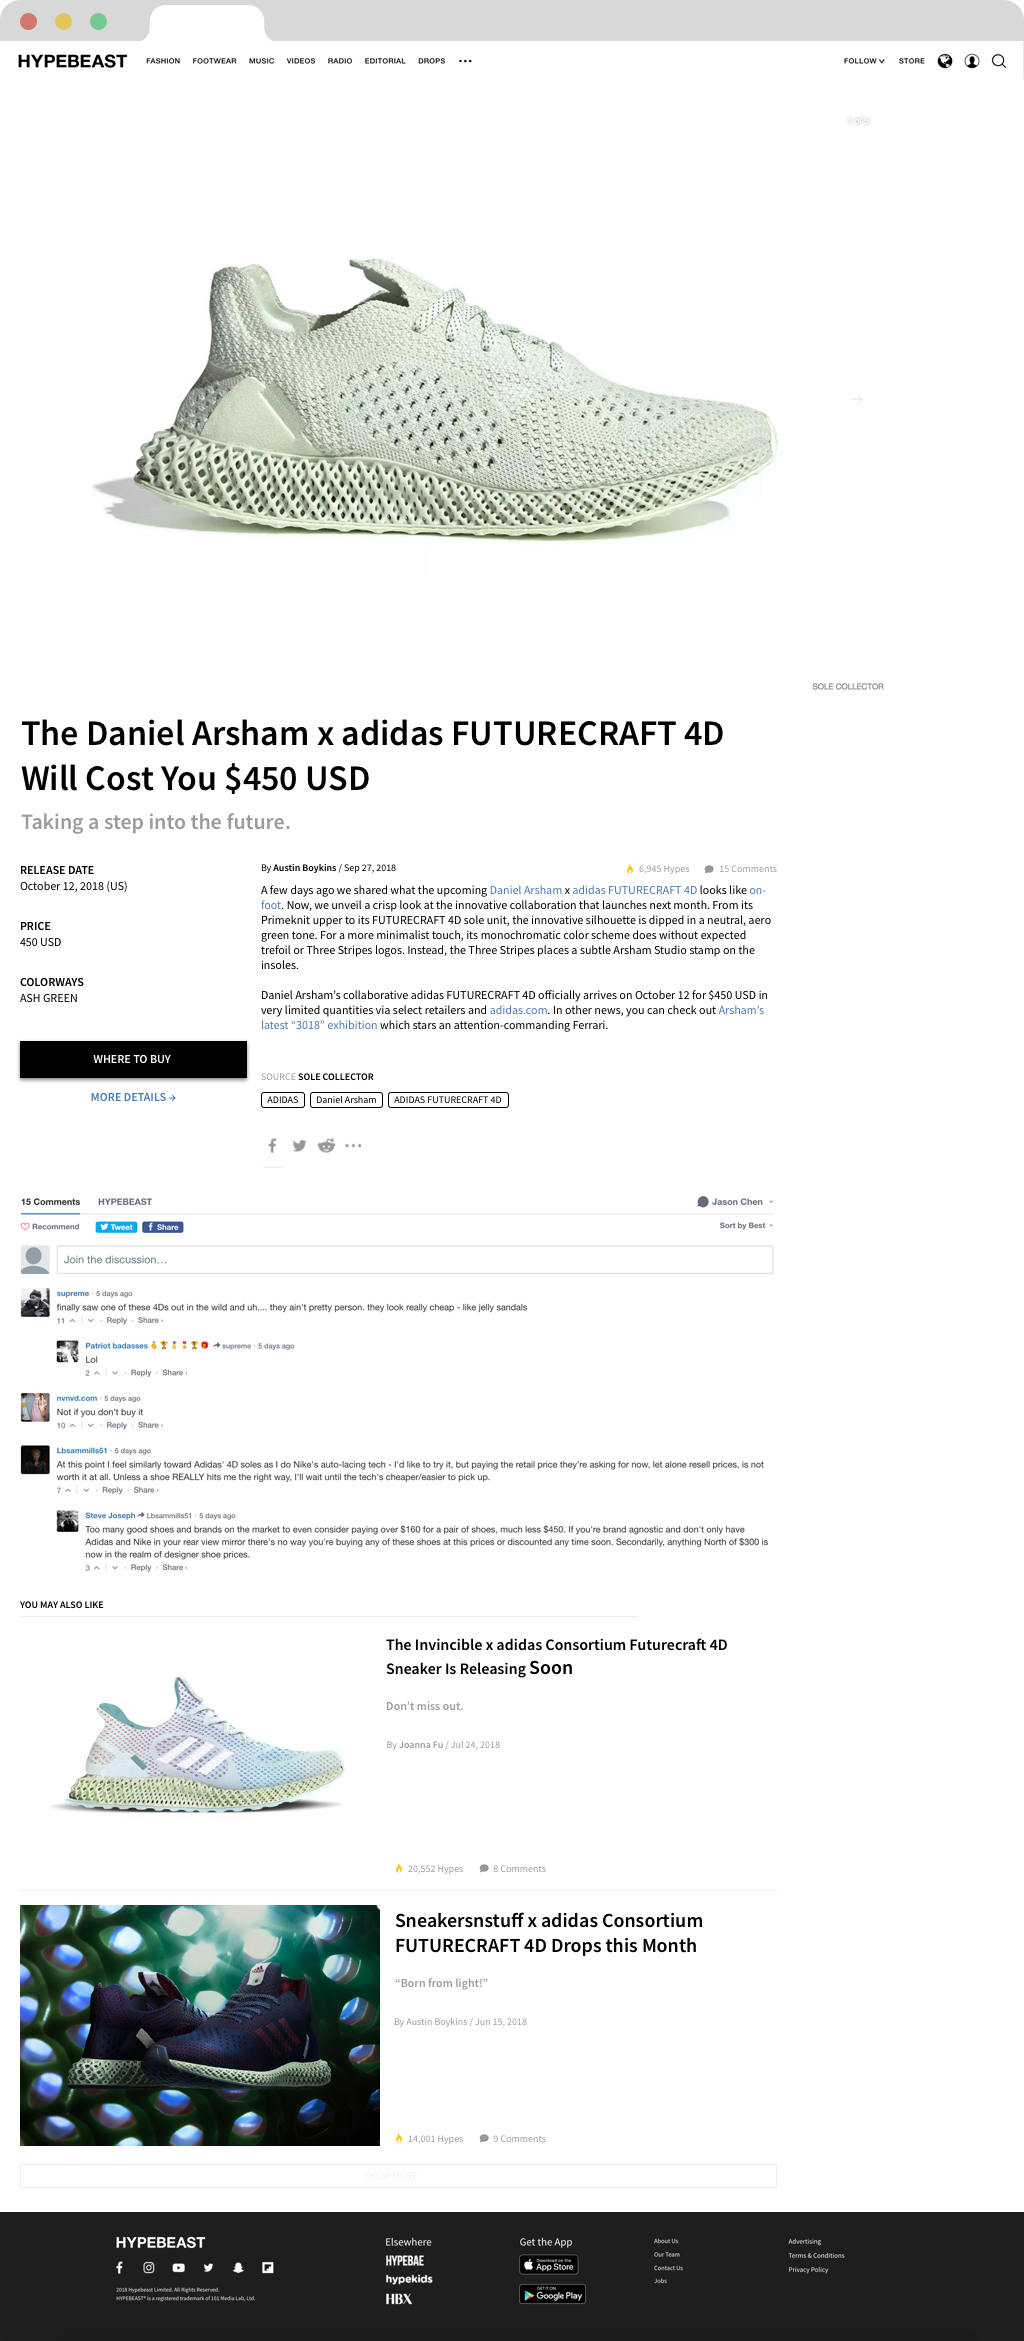 HYPEBEAST FASHION FOOTWEAR MUSIC VIDEOS RADIO EDITORIAL DROPS ••• FOLLOW STORE
1 of 5
SOLE COLLECTOR
The Daniel Arsham x adidas FUTURECRAFT 4D
Will Cost You $450 USD
Taking a step into the future.
RELEASE DATE
October 12, 2018 (US)
PRICE
450 USD
COLORWAYS
ASH GREEN
WHERE TO BUY
MORE DETAILS →
By Austin Boykins / Sep 27, 2018 6,945 Hypes 15 Comments
A few days ago we shared what the upcoming Daniel Arsham x adidas FUTURECRAFT 4D looks like on-
foot. Now, we unveil a crisp look at the innovative collaboration that launches next month. From its
Primeknit upper to its FUTURECRAFT 4D sole unit, the innovative silhouette is dipped in a neutral, aero
green tone. For a more minimalist touch, its monochromatic color scheme does without expected
trefoil or Three Stripes logos. Instead, the Three Stripes places a subtle Arsham Studio stamp on the
insoles.
Daniel Arsham's collaborative adidas FUTURECRAFT 4D officially arrives on October 12 for $450 USD in
very limited quantities via select retailers and adidas.com. In other news, you can check out Arsham's
latest “3018” exhibition which stars an attention-commanding Ferrari.
SOURCE SOLE COLLECTOR
ADIDAS Daniel Arsham ADIDAS FUTURECRAFT 4D
15 Comments HYPEBEAST Jason Chen
Recommend Tweet Share Sort by Best
Join the discussion...
supreme · 5 days ago
finally saw one of these 4Ds out in the wild and uh.... they ain't pretty person. they look really cheap - like jelly sandals
11 · Reply · Share ›
Patriot badasses 🥇🏆🎖🏅🏆🎁 supreme · 5 days ago
Lol
2 · Reply · Share ›
nvnvd.com · 5 days ago
Not if you don't buy it
10 · Reply · Share ›
Lbsammills51 · 5 days ago
At this point I feel similarly toward Adidas' 4D soles as I do Nike's auto-lacing tech - I'd like to try it, but paying the retail price they're asking for now, let alone resell prices, is not
worth it at all. Unless a shoe REALLY hits me the right way, I'll wait until the tech's cheaper/easier to pick up.
7 · Reply · Share ›
Steve Joseph Lbsammills51 · 5 days ago
Too many good shoes and brands on the market to even consider paying over $160 for a pair of shoes, much less $450. If you're brand agnostic and don't only have
Adidas and Nike in your rear view mirror there's no way you're buying any of these shoes at this prices or discounted any time soon. Secondarily, anything North of $300 is
now in the realm of designer shoe prices.
3 · Reply · Share ›
YOU MAY ALSO LIKE
The Invincible x adidas Consortium Futurecraft 4D
Sneaker Is Releasing Soon
Don't miss out.
By Joanna Fu / Jul 24, 2018
20,552 Hypes 8 Comments
Sneakersnstuff x adidas Consortium
FUTURECRAFT 4D Drops this Month
“Born from light!”
By Austin Boykins / Jun 15, 2018
14,001 Hypes 9 Comments
SHOW MORE
HYPEBEAST
2018 Hypebeast Limited. All Rights Reserved.
HYPEBEAST® is a registered trademark of 101 Media Lab, Ltd.
Elsewhere
HYPEBAE
hypekids
HBX
Get the App
Download on the
App Store
GET IT ON
Google Play
About Us
Our Team
Contact Us
Jobs
Advertising
Terms & Conditions
Privacy Policy